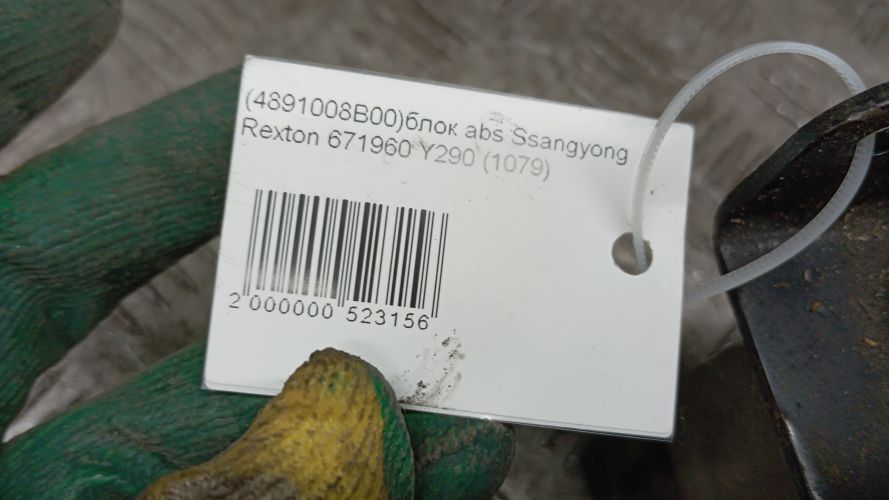 (4891008B00)блок abs Ssangyong
Rexton 671960 Y290 (1079)
2 000000 523156